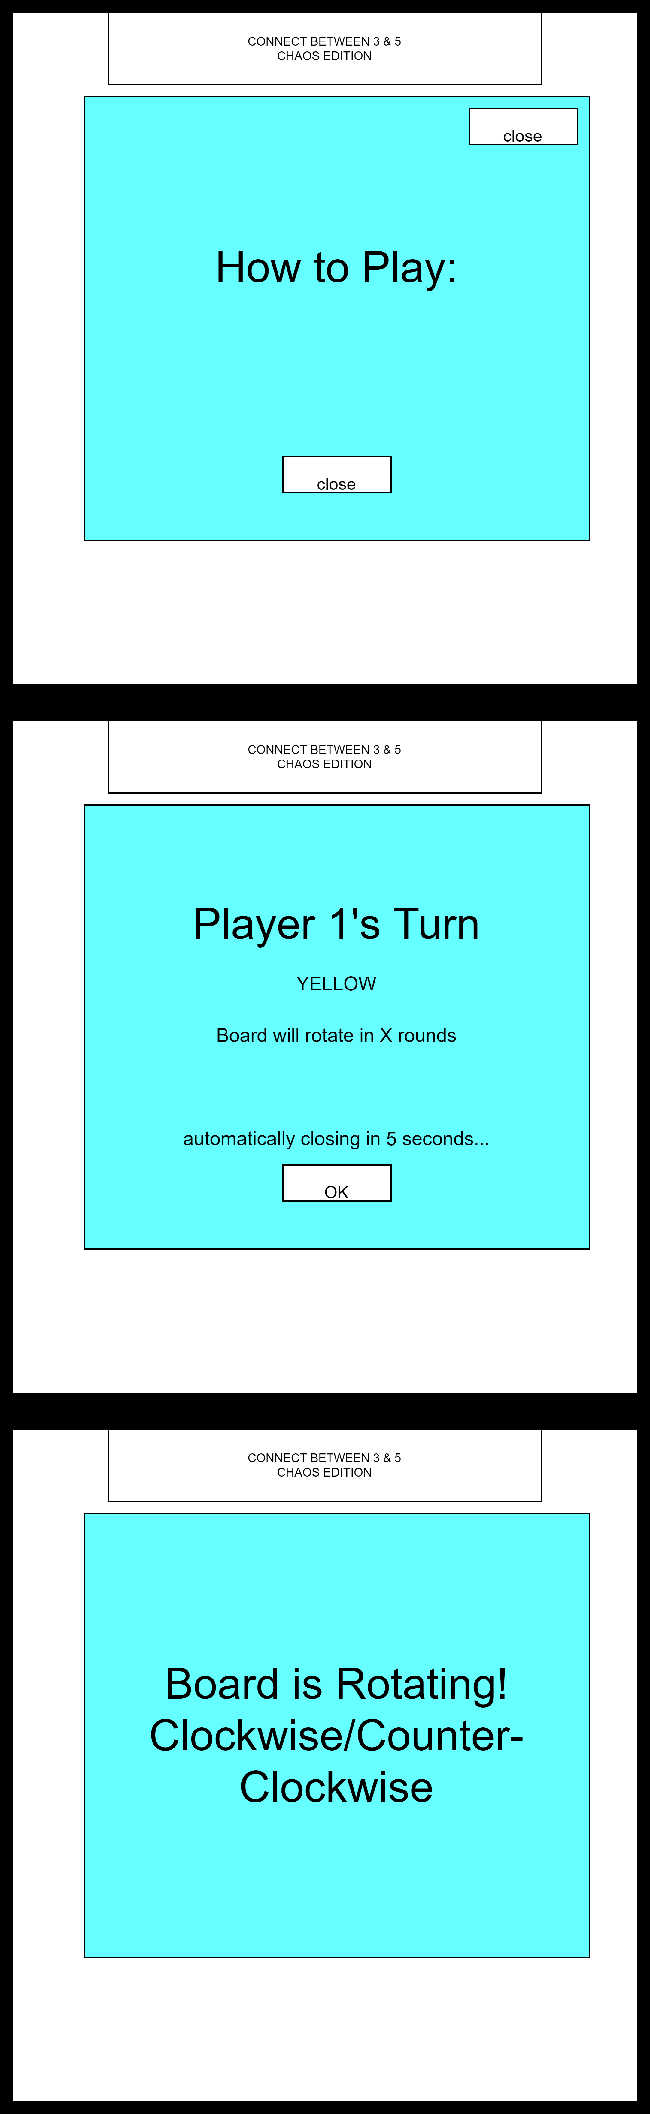 CONNECT BETWEEN 3 & 5
CHAOS EDITION
close
How to Play:
close
CONNECT BETWEEN 3 & 5
CHAOS EDITION
Player 1's Turn
YELLOW
Board will rotate in X rounds
automatically closing in 5 seconds...
OK
CONNECT BETWEEN 3 & 5
CHAOS EDITION
Board is Rotating!
Clockwise/Counter-
Clockwise